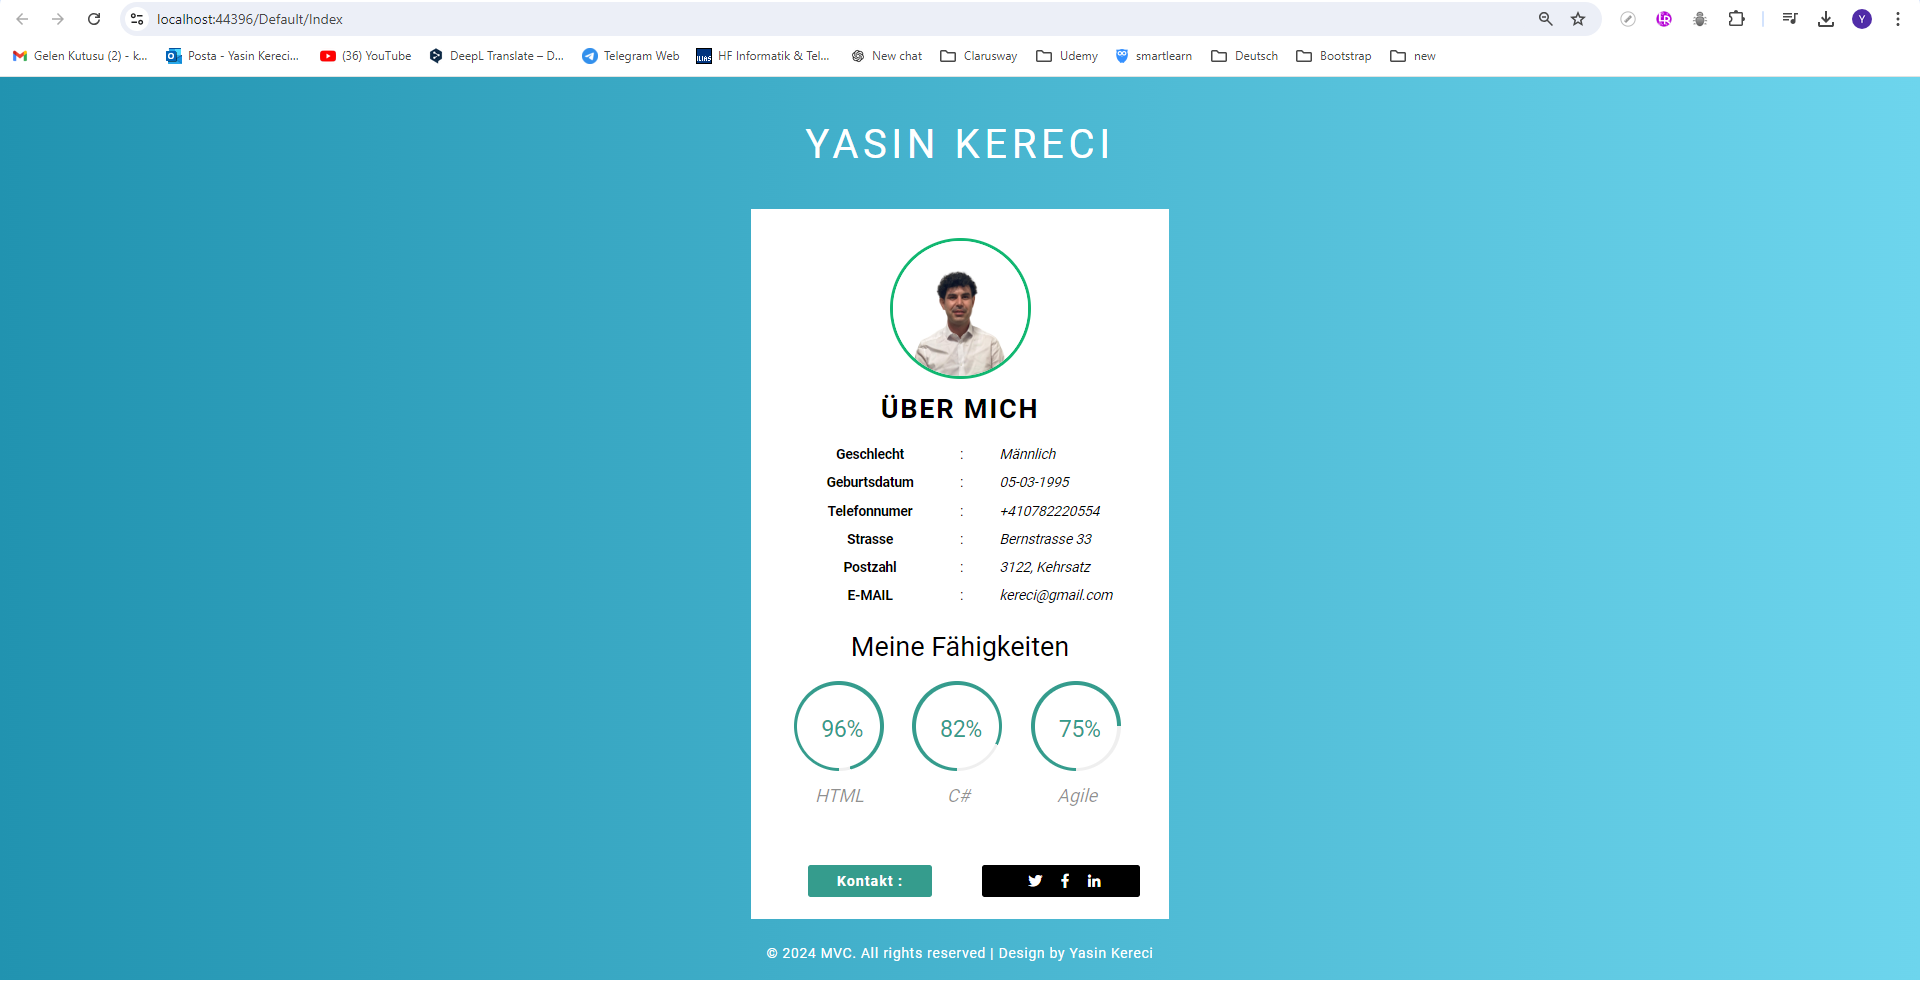 localhost:44396/Default/Index
Y
Gelen Kutusu (2) - k... Posta - Yasin Kereci... (36) YouTube DeepL Translate – D... Telegram Web ILIAS HF Informatik & Tel... New chat Clarusway Udemy smartlearn Deutsch Bootstrap new
YASIN KERECI
ÜBER MICH
Geschlecht : Männlich
Geburtsdatum : 05-03-1995
Telefonnumer : +410782220554
Strasse : Bernstrasse 33
Postzahl : 3122, Kehrsatz
E-MAIL : kereci@gmail.com
Meine Fähigkeiten
96% 82% 75%
HTML C# Agile
Kontakt :
© 2024 MVC. All rights reserved | Design by Yasin Kereci